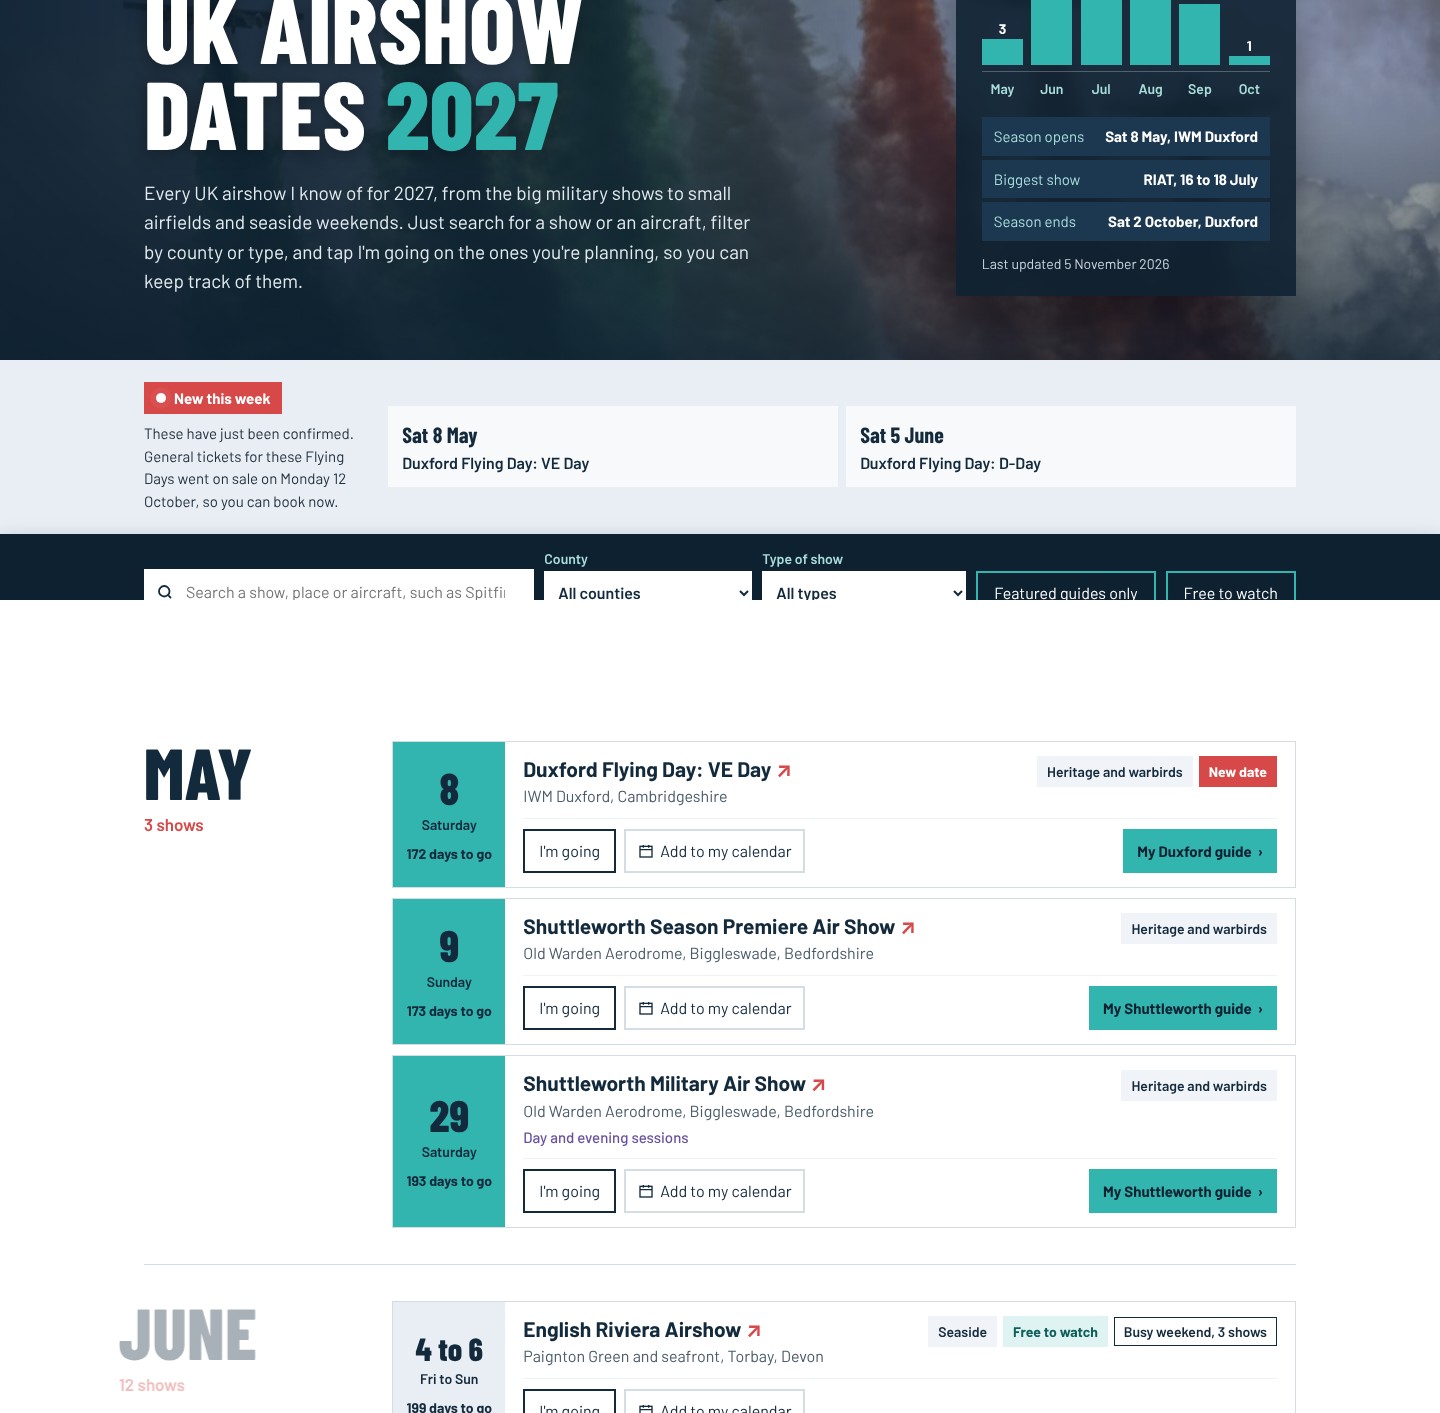 UK AIRSHOW
DATES 2027
Every UK airshow I know of for 2027, from the big military shows to small
airfields and seaside weekends. Just search for a show or an aircraft, filter
by county or type, and tap I'm going on the ones you're planning, so you can
keep track of them.
3
1
May Jun Jul Aug Sep Oct
Season opens Sat 8 May, IWM Duxford
Biggest show RIAT, 16 to 18 July
Season ends Sat 2 October, Duxford
Last updated 5 November 2026
New this week
These have just been confirmed.
General tickets for these Flying
Days went on sale on Monday 12
October, so you can book now.
Sat 8 May
Duxford Flying Day: VE Day
Sat 5 June
Duxford Flying Day: D-Day
County
Type of show
Search a show, place or aircraft, such as Spitfi
All counties
All types
Featured guides only
Free to watch
MAY
3 shows
8
Saturday
172 days to go
Duxford Flying Day: VE Day
IWM Duxford, Cambridgeshire
Heritage and warbirds
New date
I'm going
Add to my calendar
My Duxford guide ›
9
Sunday
173 days to go
Shuttleworth Season Premiere Air Show
Old Warden Aerodrome, Biggleswade, Bedfordshire
Heritage and warbirds
I'm going
Add to my calendar
My Shuttleworth guide ›
29
Saturday
193 days to go
Shuttleworth Military Air Show
Old Warden Aerodrome, Biggleswade, Bedfordshire
Day and evening sessions
Heritage and warbirds
I'm going
Add to my calendar
My Shuttleworth guide ›
JUNE
12 shows
4 to 6
Fri to Sun
199 days to go
English Riviera Airshow
Paignton Green and seafront, Torbay, Devon
Seaside
Free to watch
Busy weekend, 3 shows
I'm going
Add to my calendar